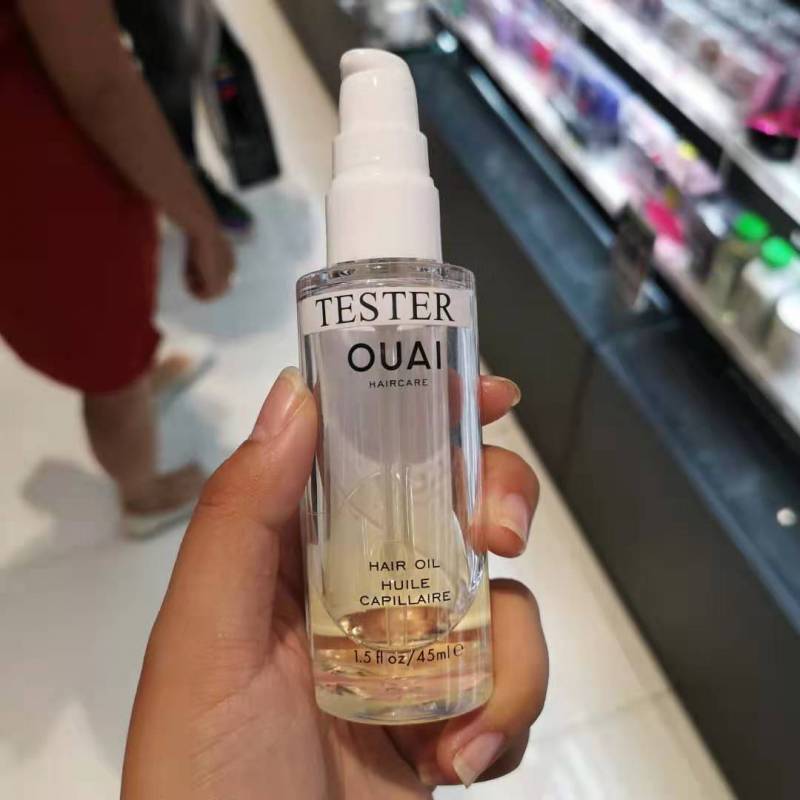 TESTER
OUAI
HAIRCARE
HAIR OIL
HUILE
CAPILLAIRE
1.5 fl oz/45ml ℮